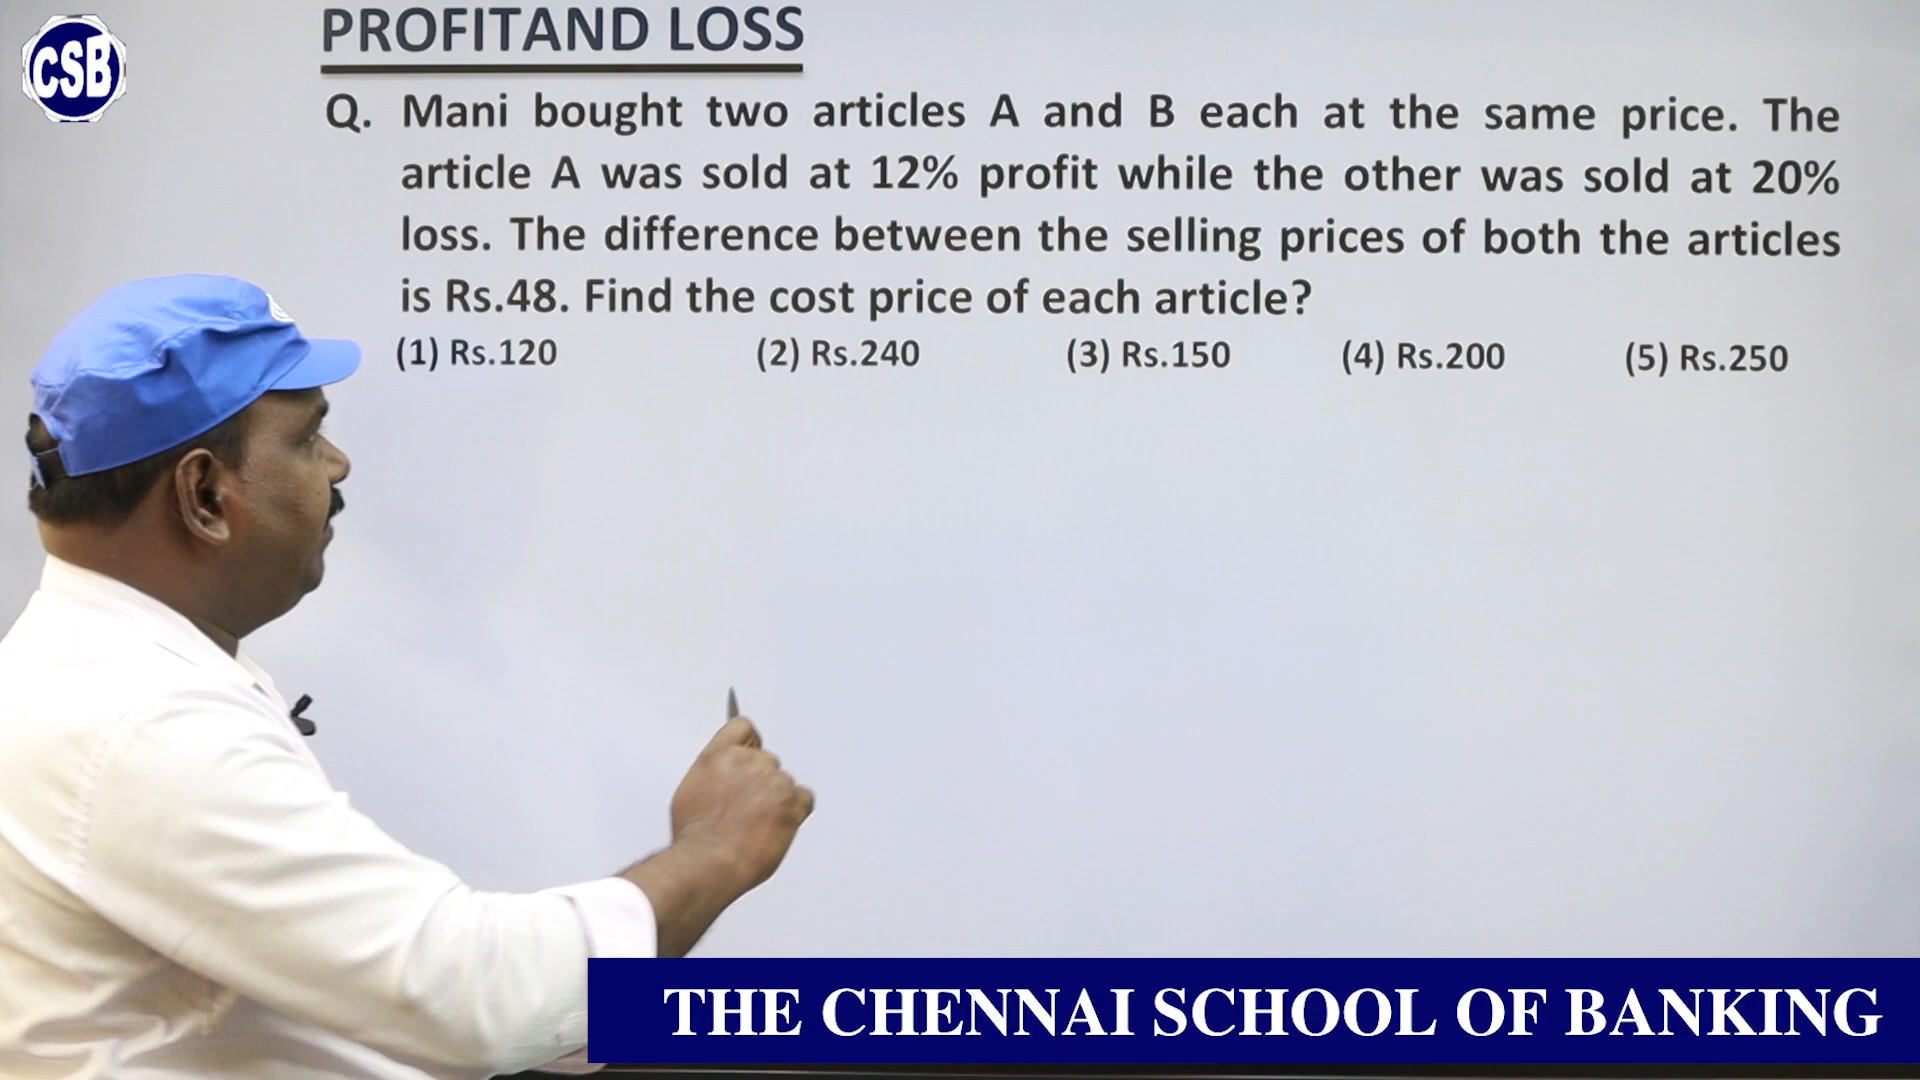 CSB
PROFITAND LOSS
Q. Mani bought two articles A and B each at the same price. The
article A was sold at 12% profit while the other was sold at 20%
loss. The difference between the selling prices of both the articles
is Rs.48. Find the cost price of each article?
(1) Rs.120 (2) Rs.240 (3) Rs.150 (4) Rs.200 (5) Rs.250
THE CHENNAI SCHOOL OF BANKING